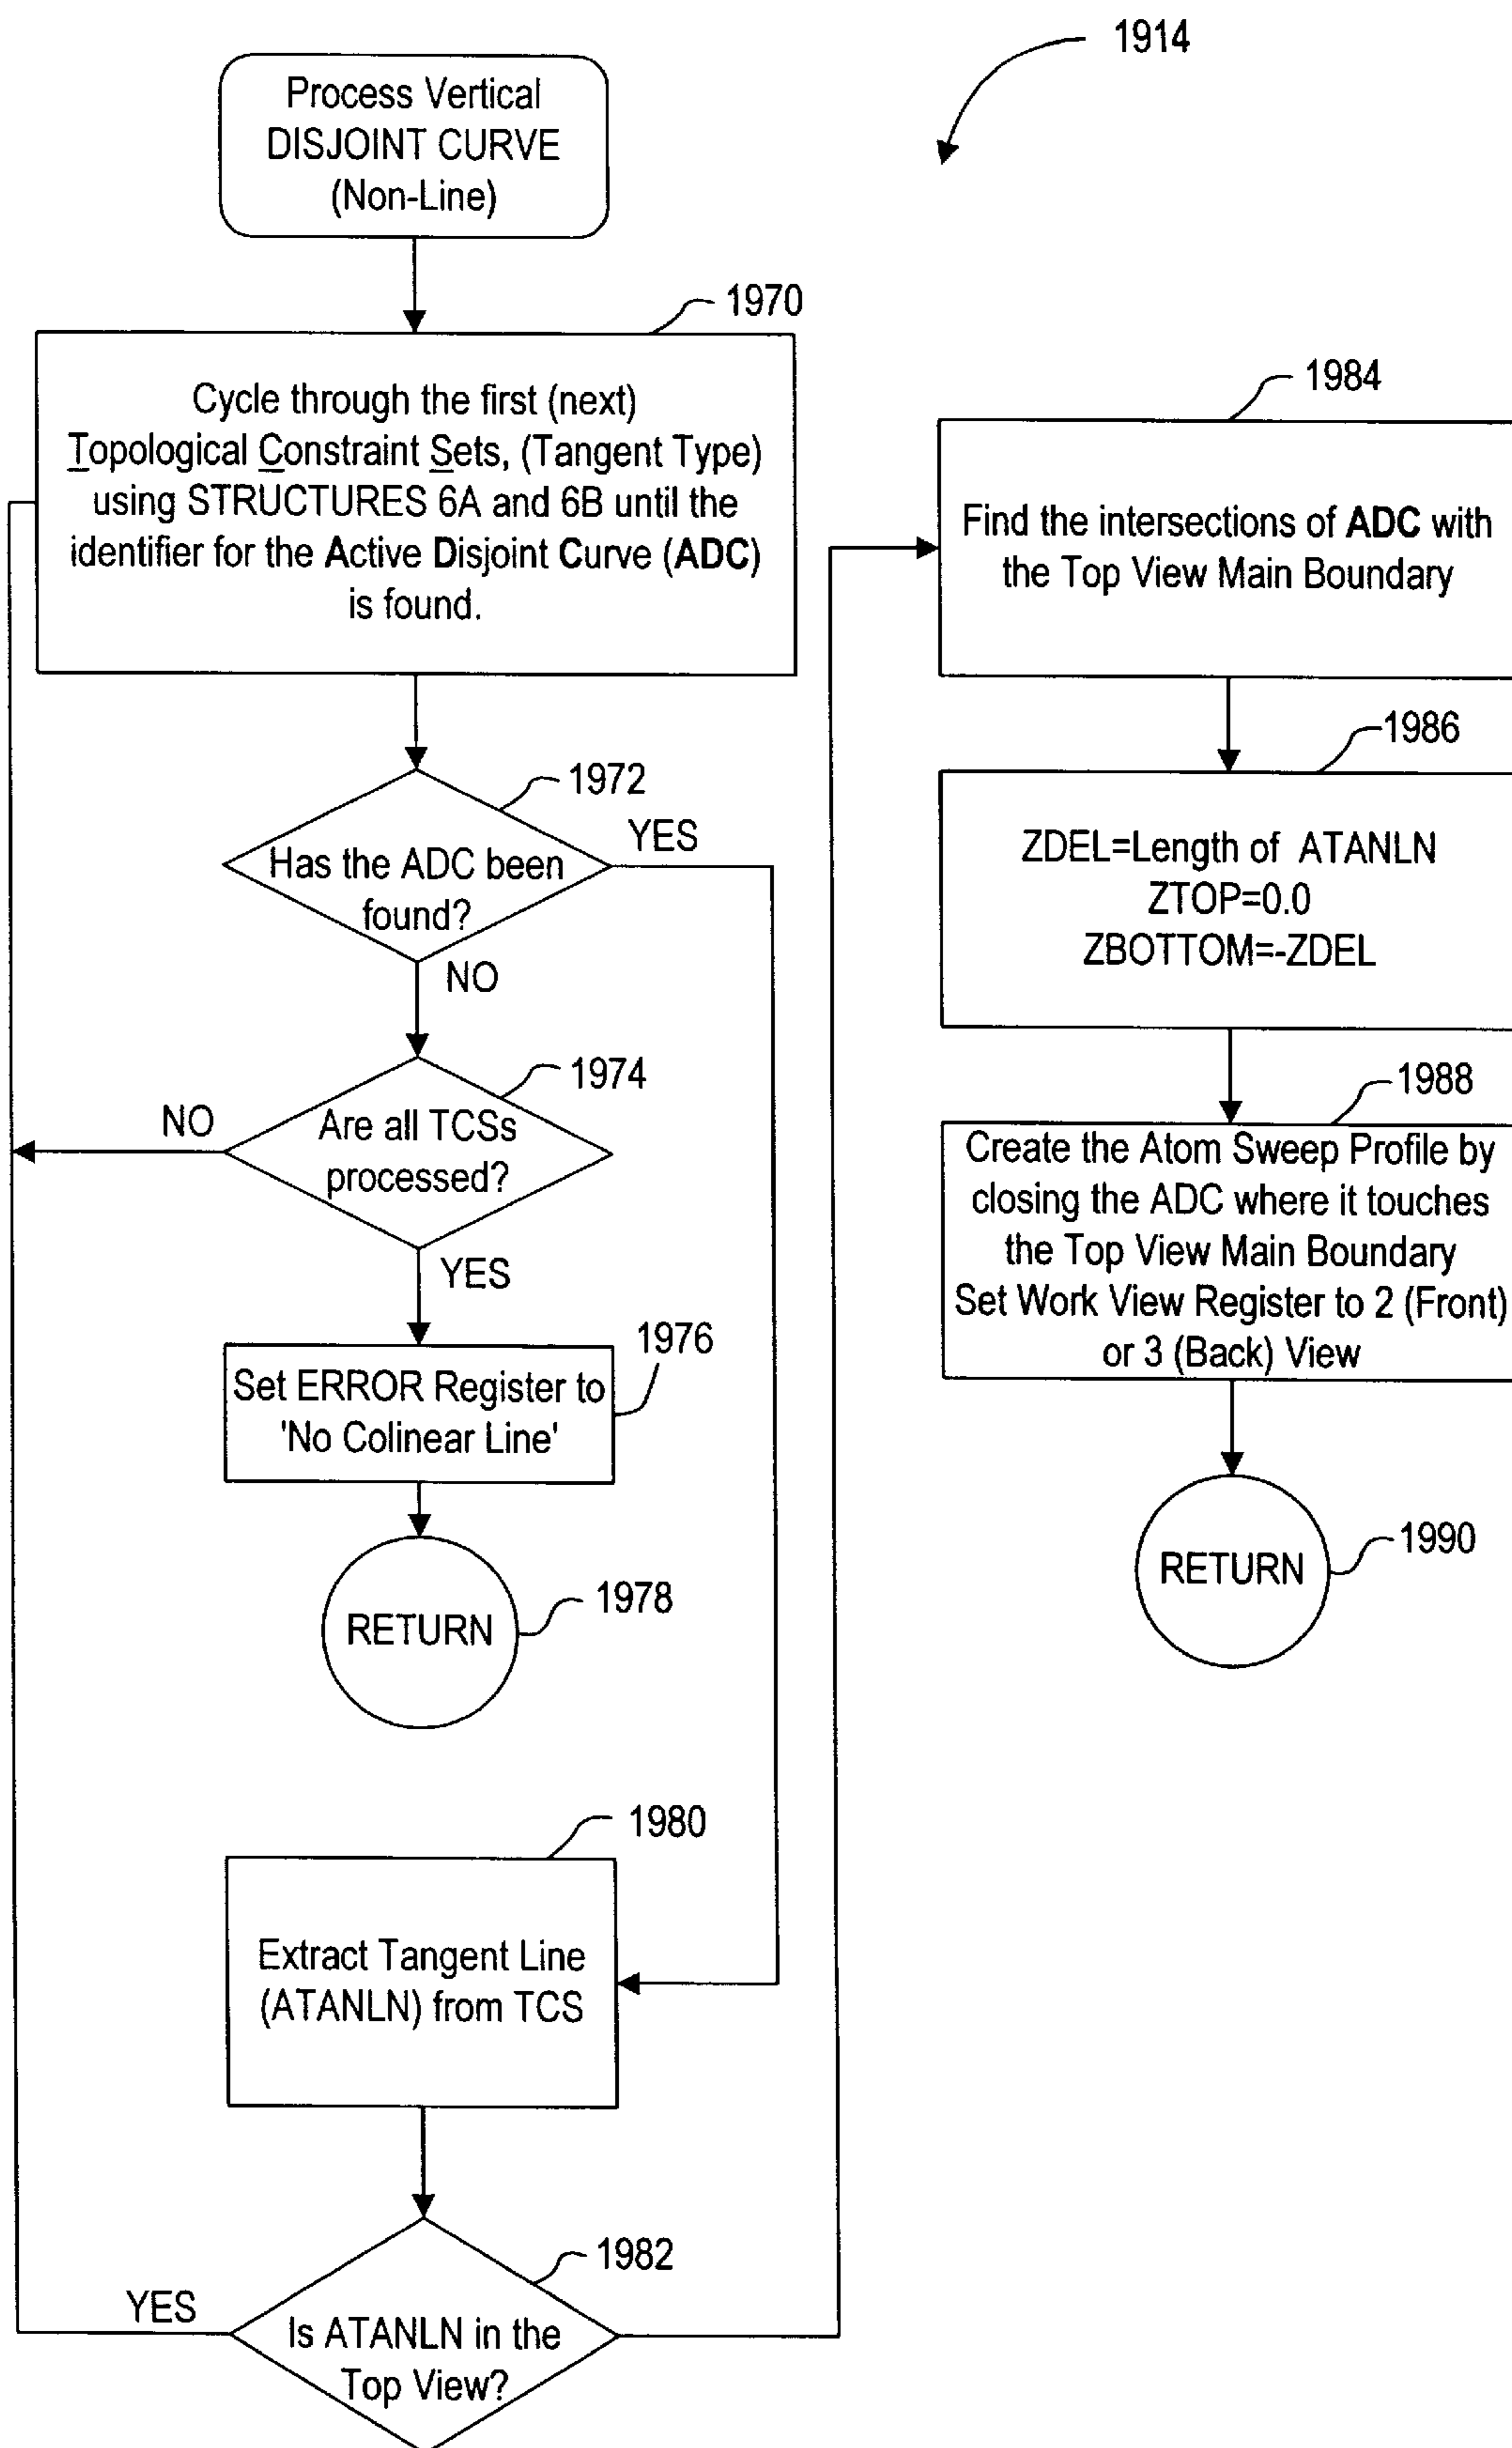 1914
Process Vertical
DISJOINT CURVE
(Non-Line)
1970
Cycle through the first (next)
Topological Constraint Sets, (Tangent Type)
using STRUCTURES 6A and 6B until the
identifier for the Active Disjoint Curve (ADC)
is found.
1972
Has the ADC been
found?
YES
NO
1974
Are all TCSs
processed?
NO
YES
1976
Set ERROR Register to
'No Colinear Line'
RETURN
1978
1980
Extract Tangent Line
(ATANLN) from TCS
1982
Is ATANLN in the
Top View?
YES
1984
Find the intersections of ADC with
the Top View Main Boundary
1986
ZDEL=Length of ATANLN
ZTOP=0.0
ZBOTTOM=-ZDEL
1988
Create the Atom Sweep Profile by
closing the ADC where it touches
the Top View Main Boundary
Set Work View Register to 2 (Front)
or 3 (Back) View
RETURN
1990